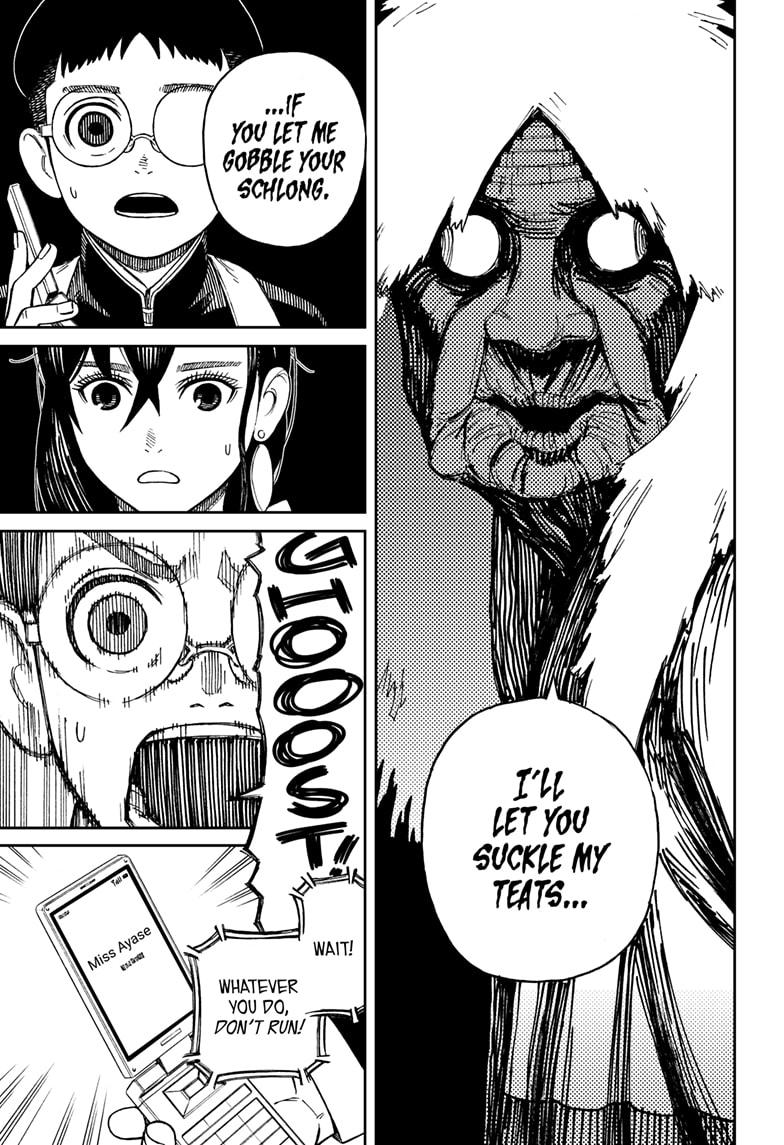 I'LL
LET YOU
SUCKLE MY
TEATS...
...IF
YOU LET ME
GOBBLE YOUR
SCHLONG.
GIOOOST!!
WAIT!
WHATEVER
YOU DO,
DON'T RUN!
Miss Ayase